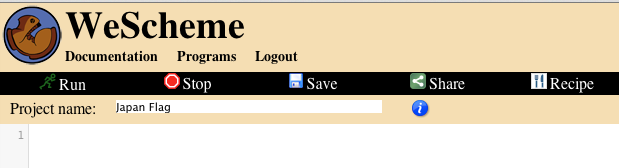 WeScheme
Documentation Programs Logout
Run Stop Save Share Recipe
Project name: Japan Flag
1